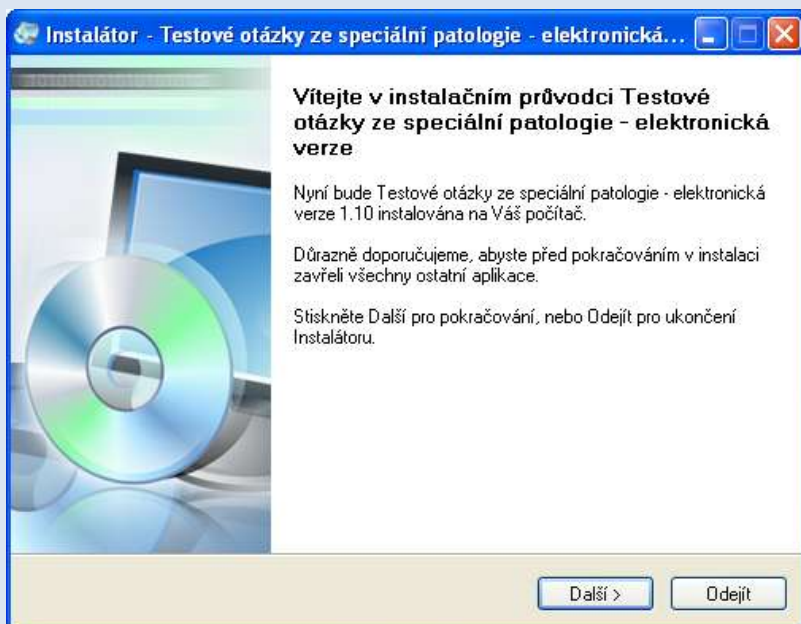 Instalátor - Testové otázky ze speciální patologie - elektronická...
Vítejte v instalačním průvodci Testové
otázky ze speciální patologie - elektronická
verze
Nyní bude Testové otázky ze speciální patologie - elektronická
verze 1.10 instalována na Váš počítač.
Důrazně doporučujeme, abyste před pokračováním v instalaci
zavřeli všechny ostatní aplikace.
Stiskněte Další pro pokračování, nebo Odejít pro ukončení
Instalátoru.
Další >
Odejít